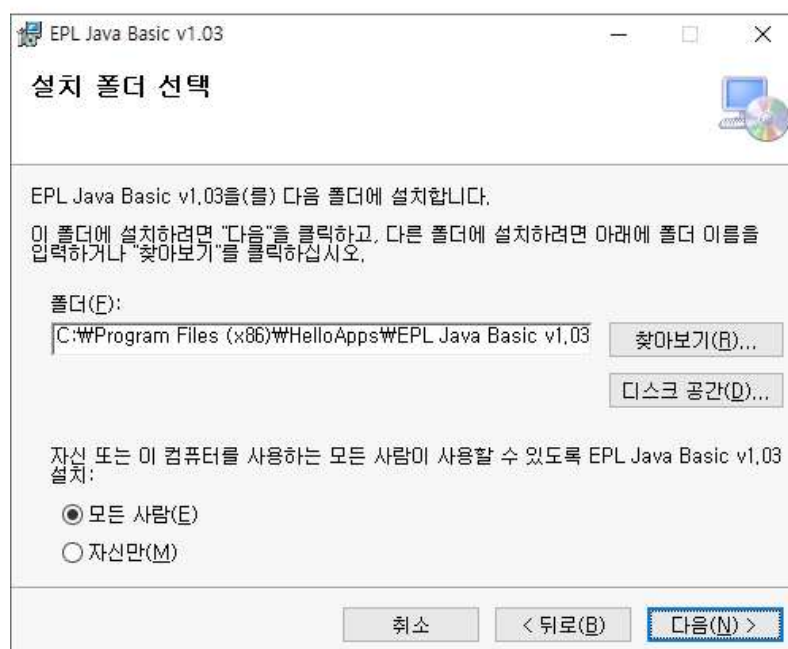 EPL Java Basic v1.03
설치 폴더 선택
EPL Java Basic v1.03을(를) 다음 폴더에 설치합니다.
이 폴더에 설치하려면 "다음"을 클릭하고, 다른 폴더에 설치하려면 아래에 폴더 이름을
입력하거나 "찾아보기"를 클릭하십시오.
폴더(F):
C:₩Program Files (x86)₩HelloApps₩EPL Java Basic v1.03
찾아보기(R)...
디스크 공간(D)...
자신 또는 이 컴퓨터를 사용하는 모든 사람이 사용할 수 있도록 EPL Java Basic v1.03
설치:
모든 사람(E)
자신만(M)
취소
< 뒤로(B)
다음(N) >